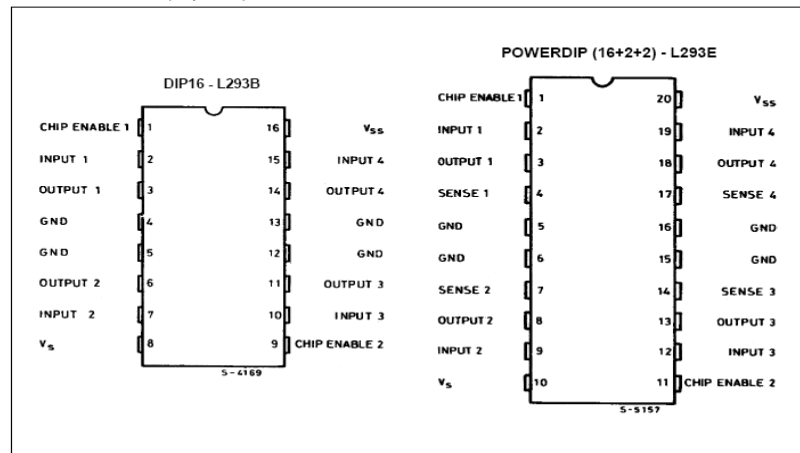 DIP16 - L293B
CHIP ENABLE 1 1 16 Vss
INPUT 1 2 15 INPUT 4
OUTPUT 1 3 14 OUTPUT 4
GND 4 13 GND
GND 5 12 GND
OUTPUT 2 6 11 OUTPUT 3
INPUT 2 7 10 INPUT 3
Vs 8 9 CHIP ENABLE 2
S-4169
POWERDIP (16+2+2) - L293E
CHIP ENABLE 1 1 20 Vss
INPUT 1 2 19 INPUT 4
OUTPUT 1 3 18 OUTPUT 4
SENSE 1 4 17 SENSE 4
GND 5 16 GND
GND 6 15 GND
SENSE 2 7 14 SENSE 3
OUTPUT 2 8 13 OUTPUT 3
INPUT 2 9 12 INPUT 3
Vs 10 11 CHIP ENABLE 2
S-5157